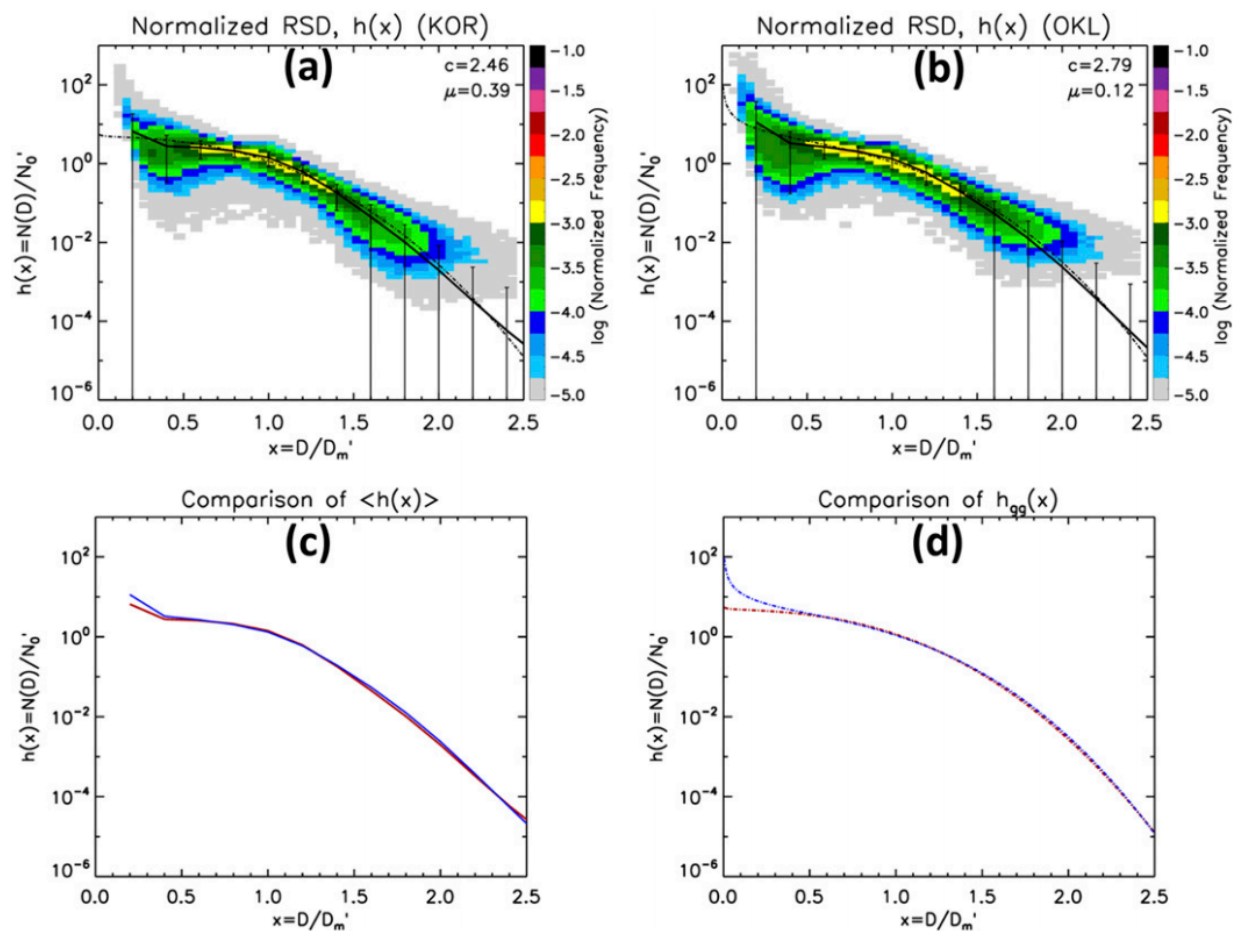 Normalized RSD, h(x) (KOR)
(a)
c=2.46
μ=0.39
h(x)=N(D)/N₀'
10²
10⁰
10⁻²
10⁻⁴
10⁻⁶
0.0 0.5 1.0 1.5 2.0 2.5
x=D/Dₘ'
-1.0
-1.5
-2.0
-2.5
-3.0
-3.5
-4.0
-4.5
-5.0
log (Normalized Frequency)
Normalized RSD, h(x) (OKL)
(b)
c=2.79
μ=0.12
h(x)=N(D)/N₀'
10²
10⁰
10⁻²
10⁻⁴
10⁻⁶
0.0 0.5 1.0 1.5 2.0 2.5
x=D/Dₘ'
-1.0
-1.5
-2.0
-2.5
-3.0
-3.5
-4.0
-4.5
-5.0
log (Normalized Frequency)
Comparison of <h(x)>
(c)
h(x)=N(D)/N₀'
10²
10⁰
10⁻²
10⁻⁴
10⁻⁶
0.0 0.5 1.0 1.5 2.0 2.5
x=D/Dₘ'
Comparison of h_gg(x)
(d)
h(x)=N(D)/N₀'
10²
10⁰
10⁻²
10⁻⁴
10⁻⁶
0.0 0.5 1.0 1.5 2.0 2.5
x=D/Dₘ'